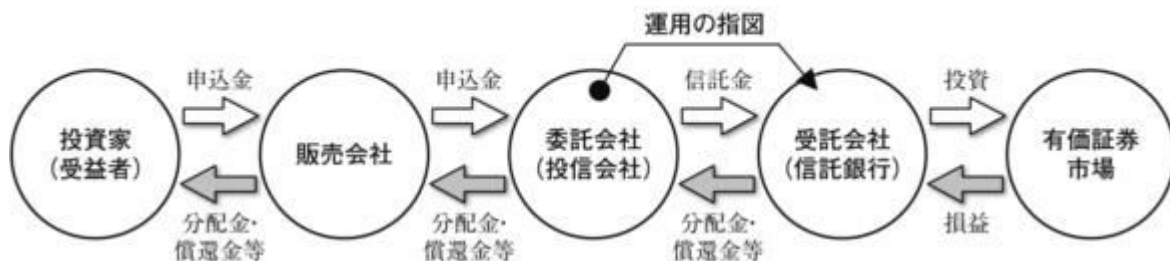 運用の指図
申込金
申込金
信託金
投資
投資家
(受益者)
販売会社
委託会社
(投信会社)
受託会社
(信託銀行)
有価証券
市場
分配金・
償還金等
分配金・
償還金等
分配金・
償還金等
損益